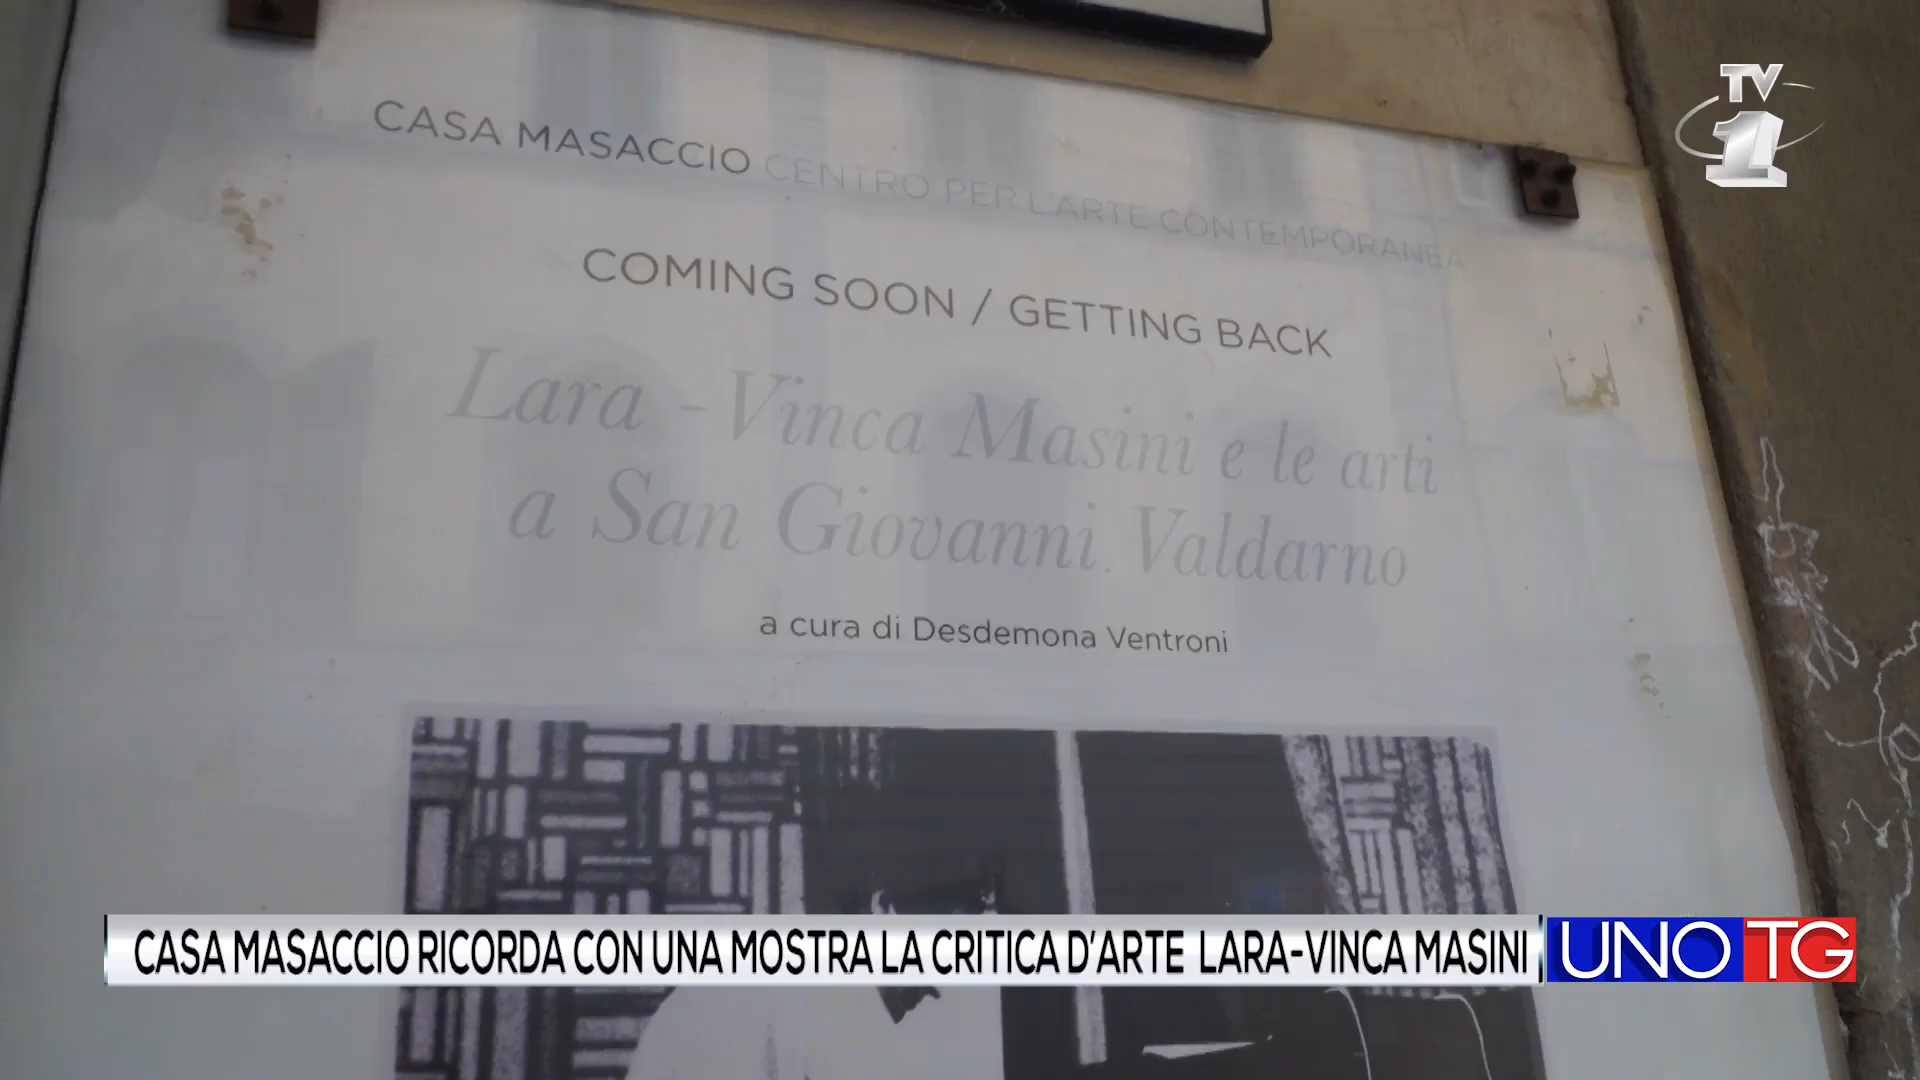 TV
1
CASA MASACCIO CENTRO PER L'ARTE CONTEMPORANEA
COMING SOON / GETTING BACK
Lara - Vinca Masini e le arti
a San Giovanni Valdarno
a cura di Desdemona Ventroni
CASA MASACCIO RICORDA CON UNA MOSTRA LA CRITICA D'ARTE LARA-VINCA MASINI
UNO TG